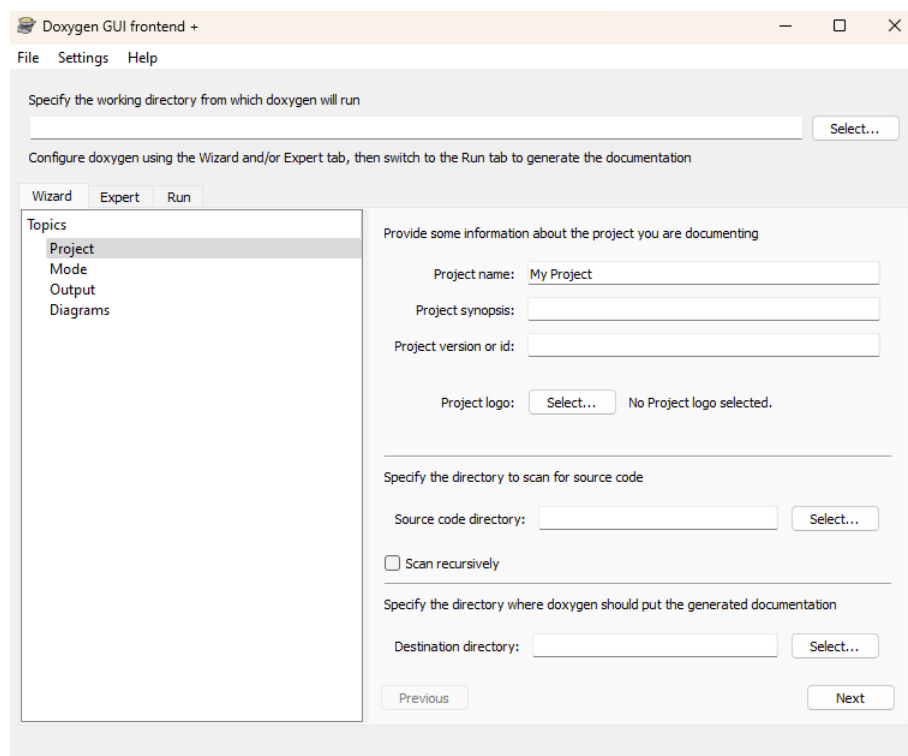 Doxygen GUI frontend +
File Settings Help
Specify the working directory from which doxygen will run
Select...
Configure doxygen using the Wizard and/or Expert tab, then switch to the Run tab to generate the documentation
Wizard Expert Run
Topics
Project
Mode
Output
Diagrams
Provide some information about the project you are documenting
Project name: My Project
Project synopsis:
Project version or id:
Project logo: Select... No Project logo selected.
Specify the directory to scan for source code
Source code directory: Select...
Scan recursively
Specify the directory where doxygen should put the generated documentation
Destination directory: Select...
Previous Next